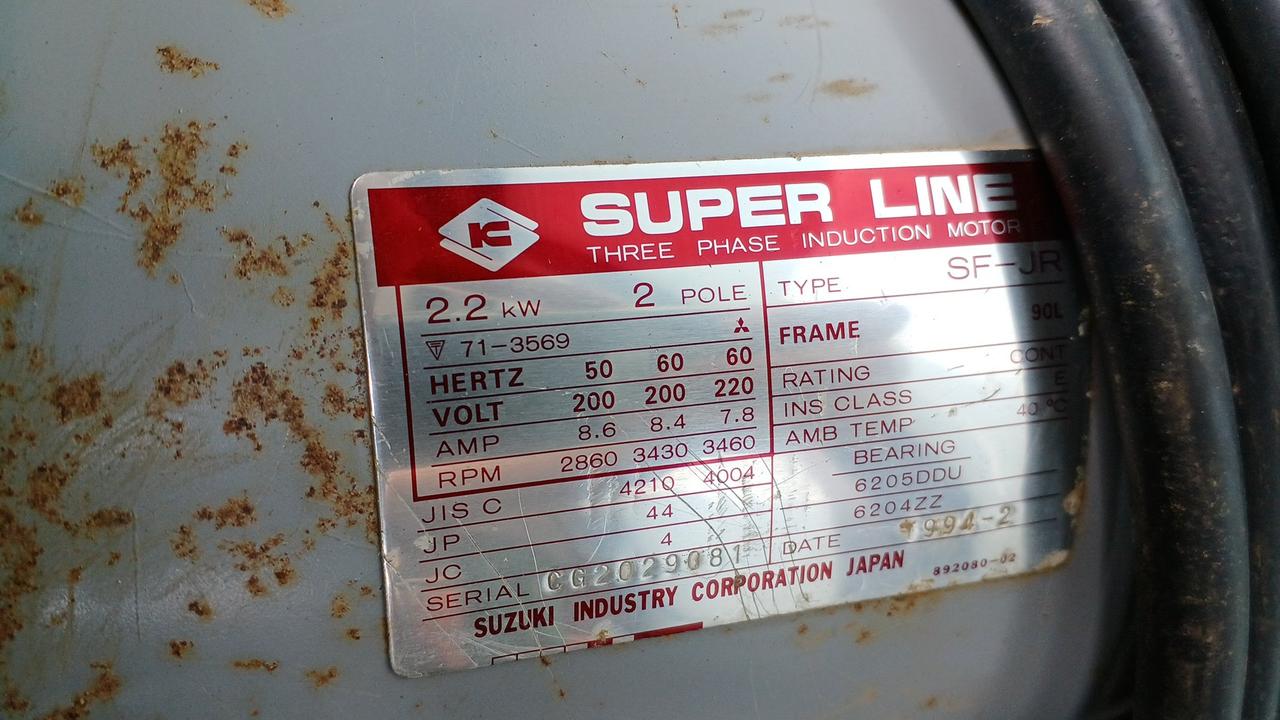 K SUPER LINE
THREE PHASE INDUCTION MOTOR
2.2 kW 2 POLE
71-3569
HERTZ 50 60 60
VOLT 200 200 220
AMP 8.6 8.4 7.8
RPM 2860 3430 3460
JIS C 4210 4004
JP 44
JC 4
SERIAL CG2029081
TYPE SF-JR
FRAME 90L
RATING CONT
INS CLASS E
AMB TEMP 40 °C
BEARING
6205DDU
6204ZZ
DATE 1994-2
SUZUKI INDUSTRY CORPORATION JAPAN 892080-02